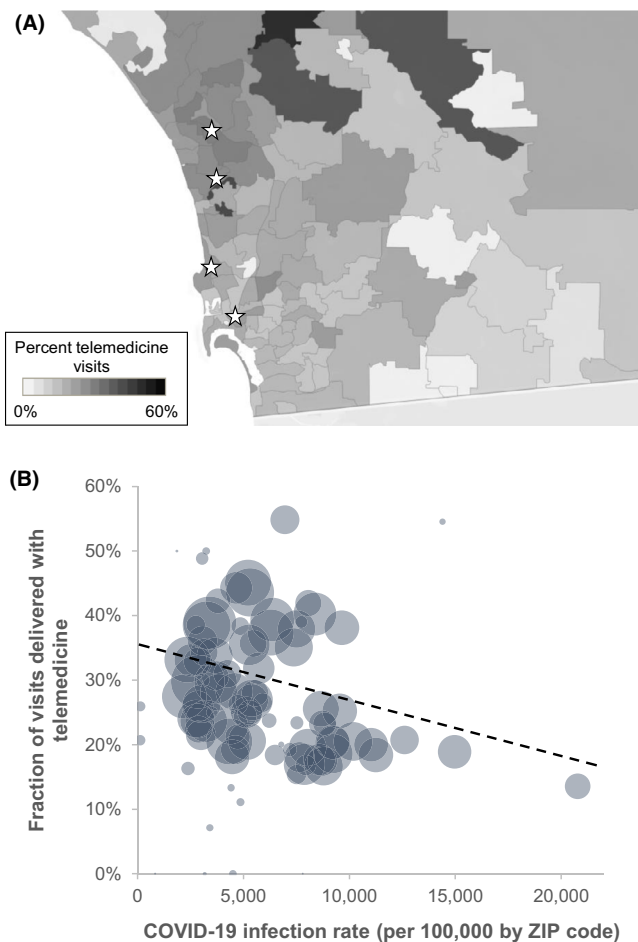 (A)
Percent telemedicine
visits
0%
60%
(B)
60%
50%
40%
30%
20%
10%
0%
Fraction of visits delivered with
telemedicine
0
5,000
10,000
15,000
20,000
COVID-19 infection rate (per 100,000 by ZIP code)